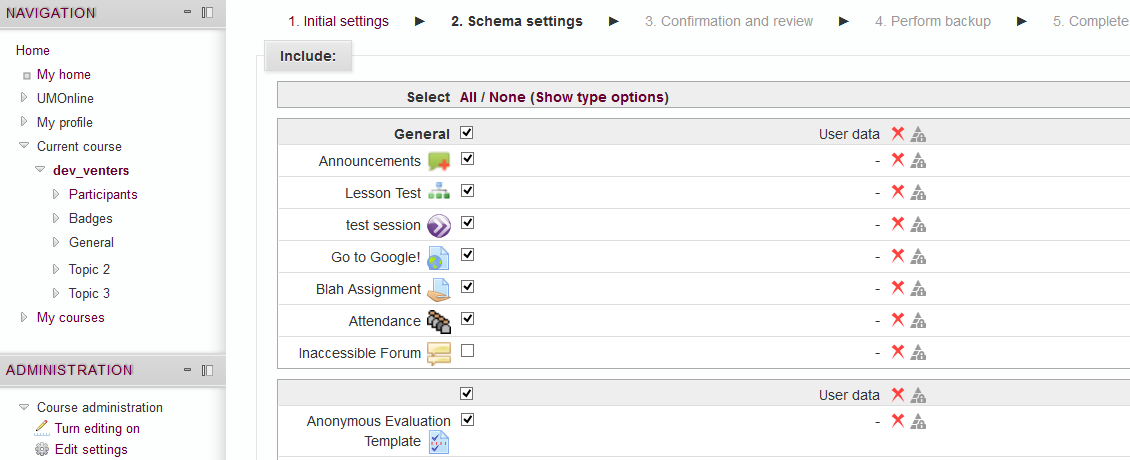 NAVIGATION
Home
My home
UMOnline
My profile
Current course
dev_venters
Participants
Badges
General
Topic 2
Topic 3
My courses
ADMINISTRATION
Course administration
Turn editing on
Edit settings
1. Initial settings ► 2. Schema settings ► 3. Confirmation and review ► 4. Perform backup ► 5. Complete
Include:
Select All / None (Show type options)
General User data
Announcements -
Lesson Test -
test session -
Go to Google! -
Blah Assignment -
Attendance -
Inaccessible Forum -
User data
Anonymous Evaluation -
Template